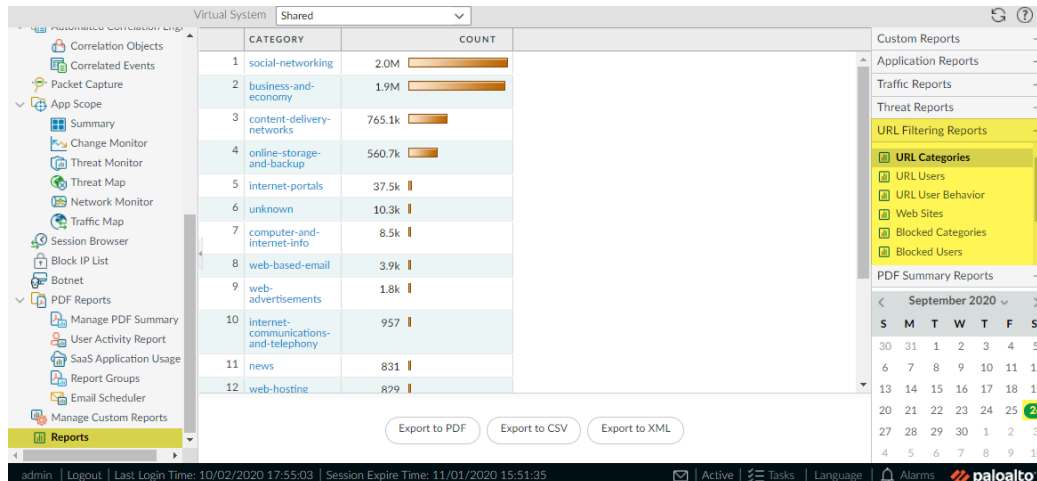 Virtual System Shared
Automated Correlation Engi
Correlation Objects
Correlated Events
Packet Capture
App Scope
Summary
Change Monitor
Threat Monitor
Threat Map
Network Monitor
Traffic Map
Session Browser
Block IP List
Botnet
PDF Reports
Manage PDF Summary
User Activity Report
SaaS Application Usage
Report Groups
Email Scheduler
Manage Custom Reports
Reports
CATEGORY COUNT
1 social-networking 2.0M
2 business-and-
economy 1.9M
3 content-delivery-
networks 765.1k
4 online-storage-
and-backup 560.7k
5 internet-portals 37.5k
6 unknown 10.3k
7 computer-and-
internet-info 8.5k
8 web-based-email 3.9k
9 web-
advertisements 1.8k
10 internet-
communications-
and-telephony 957
11 news 831
12 web-hosting 829
Export to PDF Export to CSV Export to XML
Custom Reports
Application Reports
Traffic Reports
Threat Reports
URL Filtering Reports
URL Categories
URL Users
URL User Behavior
Web Sites
Blocked Categories
Blocked Users
PDF Summary Reports
< September 2020 >
S M T W T F S
30 31 1 2 3 4 5
6 7 8 9 10 11 1
13 14 15 16 17 18 1
20 21 22 23 24 25 2
27 28 29 30 1 2 3
4 5 6 7 8 9 1
admin | Logout | Last Login Time: 10/02/2020 17:55:03 | Session Expire Time: 11/01/2020 15:51:35 | Active | Tasks | Language | Alarms paloalto